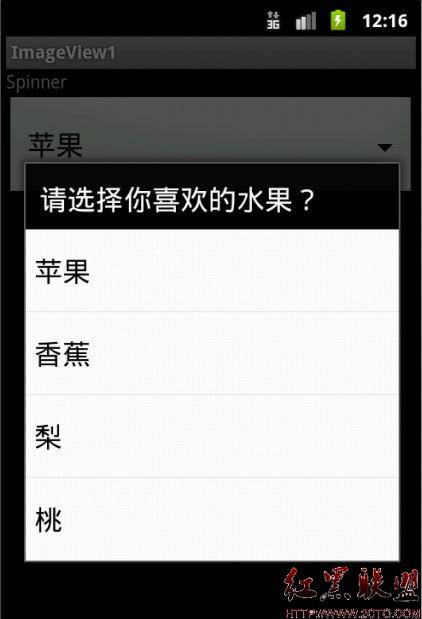 3G 12:16
ImageView1
Spinner
苹果
请选择你喜欢的水果？
苹果
香蕉
梨
桃
红黑联盟
HTTP://WWW.2CTO.COM